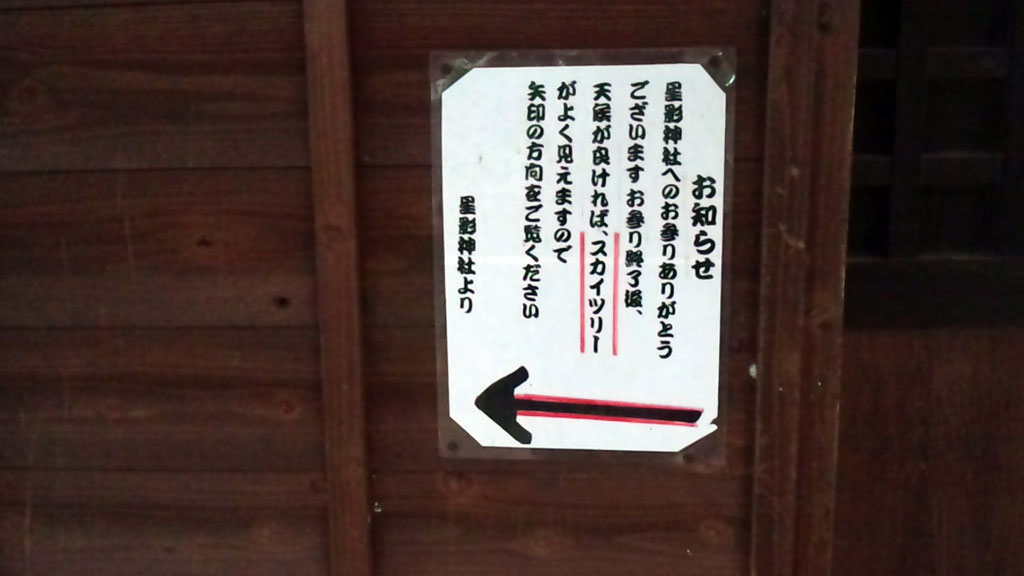 お知らせ
星影神社へのお参りありがとう
ございます お参り終了後、
天候が良ければ、スカイツリー
がよく見えますので
矢印の方向をご覧ください
星影神社より